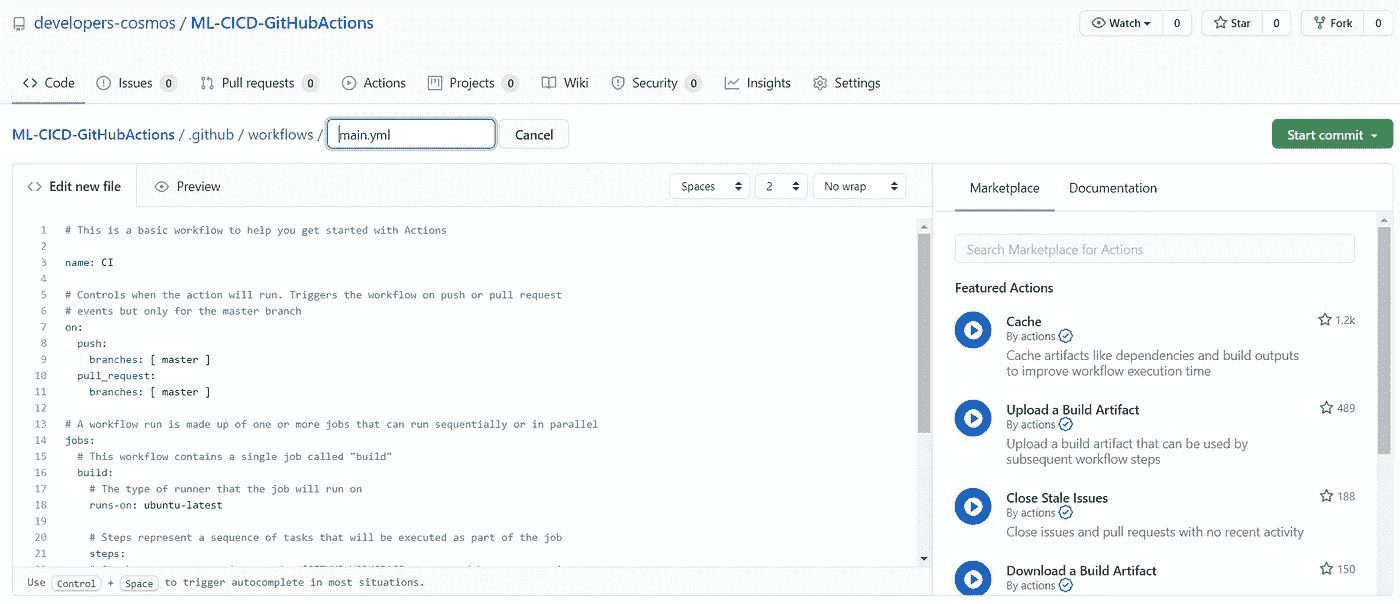 developers-cosmos / ML-CICD-GitHubActions
Watch 0 Star 0 Fork 0
Code Issues 0 Pull requests 0 Actions Projects 0 Wiki Security 0 Insights Settings
ML-CICD-GitHubActions / .github / workflows / main.yml Cancel Start commit
Edit new file Preview Spaces 2 No wrap
1 # This is a basic workflow to help you get started with Actions
2
3 name: CI
4
5 # Controls when the action will run. Triggers the workflow on push or pull request
6 # events but only for the master branch
7 on:
8 push:
9 branches: [ master ]
10 pull_request:
11 branches: [ master ]
12
13 # A workflow run is made up of one or more jobs that can run sequentially or in parallel
14 jobs:
15 # This workflow contains a single job called "build"
16 build:
17 # The type of runner that the job will run on
18 runs-on: ubuntu-latest
19
20 # Steps represent a sequence of tasks that will be executed as part of the job
21 steps:
Use Control + Space to trigger autocomplete in most situations.
Marketplace Documentation
Search Marketplace for Actions
Featured Actions
Cache 1.2k
By actions
Cache artifacts like dependencies and build outputs
to improve workflow execution time
Upload a Build Artifact 489
By actions
Upload a build artifact that can be used by
subsequent workflow steps
Close Stale Issues 188
By actions
Close issues and pull requests with no recent activity
Download a Build Artifact 150
By actions